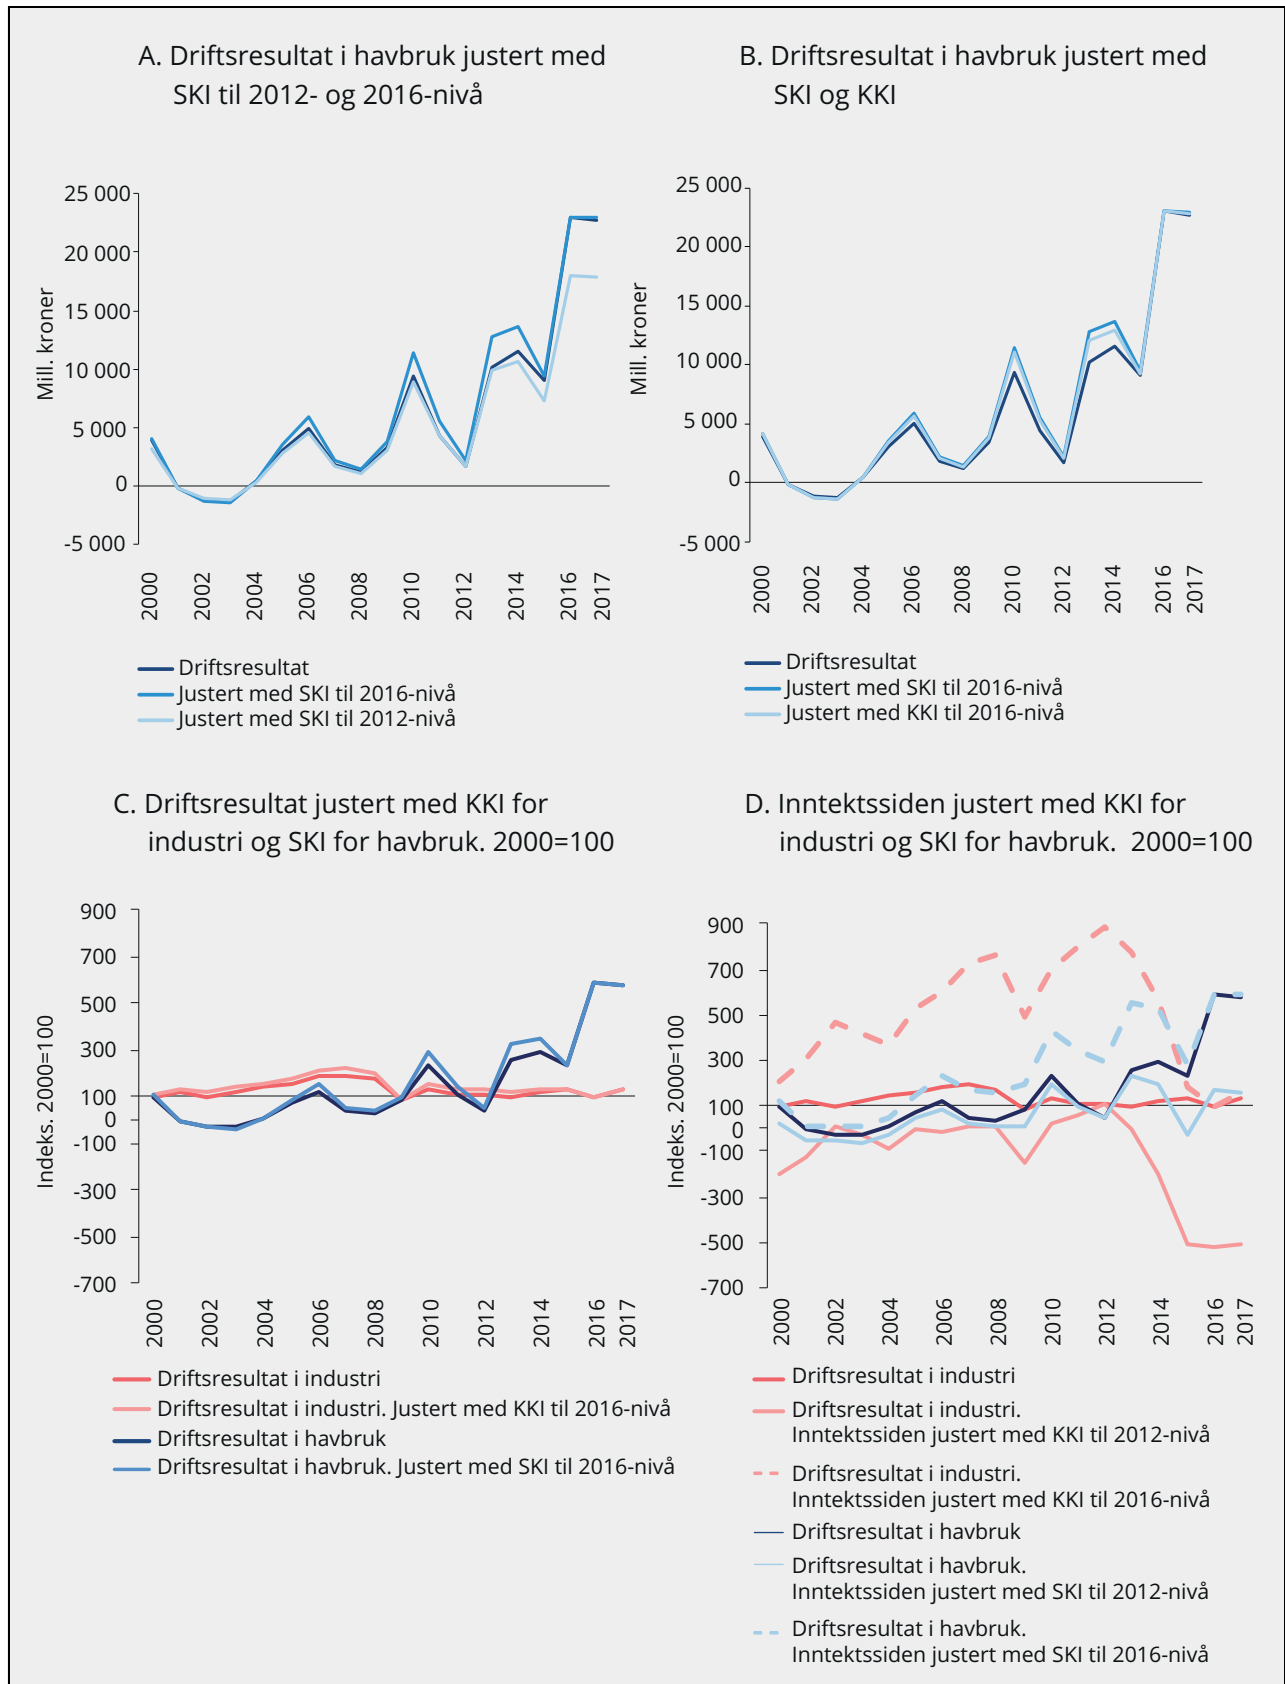 A. Driftsresultat i havbruk justert med
SKI til 2012- og 2016-nivå
Mill. kroner
25 000
20 000
15 000
10 000
5 000
0
-5 000
2000
2002
2004
2006
2008
2010
2012
2014
2016
2017
Driftsresultat
Justert med SKI til 2016-nivå
Justert med SKI til 2012-nivå
B. Driftsresultat i havbruk justert med
SKI og KKI
Mill. kroner
25 000
20 000
15 000
10 000
5 000
0
-5 000
2000
2002
2004
2006
2008
2010
2012
2014
2016
2017
Driftsresultat
Justert med SKI til 2016-nivå
Justert med KKI til 2016-nivå
C. Driftsresultat justert med KKI for
industri og SKI for havbruk. 2000=100
Indeks. 2000=100
900
700
500
300
100
0
-100
-300
-500
-700
2000
2002
2004
2006
2008
2010
2012
2014
2016
2017
Driftsresultat i industri
Driftsresultat i industri. Justert med KKI til 2016-nivå
Driftsresultat i havbruk
Driftsresultat i havbruk. Justert med SKI til 2016-nivå
D. Inntektssiden justert med KKI for
industri og SKI for havbruk. 2000=100
Indeks. 2000=100
900
700
500
300
100
0
-100
-300
-500
-700
2000
2002
2004
2006
2008
2010
2012
2014
2016
2017
Driftsresultat i industri
Driftsresultat i industri.
Inntektssiden justert med KKI til 2012-nivå
Driftsresultat i industri.
Inntektssiden justert med KKI til 2016-nivå
Driftsresultat i havbruk
Driftsresultat i havbruk.
Inntektssiden justert med SKI til 2012-nivå
Driftsresultat i havbruk.
Inntektssiden justert med SKI til 2016-nivå